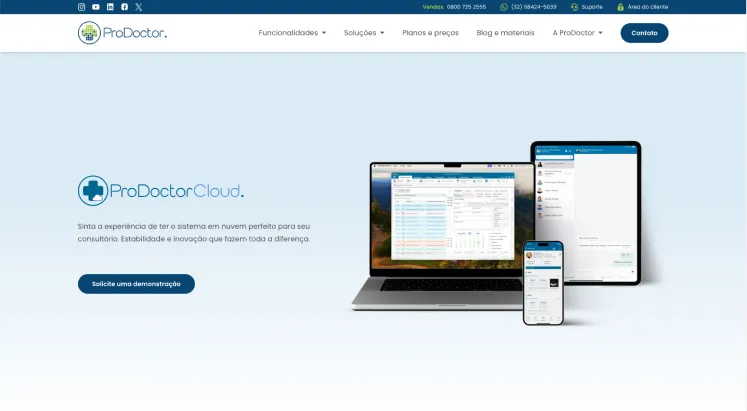 Vendas 0800 725 2555
(32) 98424-5033
Suporte
Área do cliente
ProDoctor.
Funcionalidades
Soluções
Planos e preços
Blog e materiais
A ProDoctor
Contato
ProDoctorCloud.
Sinta a experiência de ter o sistema em nuvem perfeito para seu
consultório. Estabilidade e inovação que fazem toda a diferença.
Solicite uma demonstração